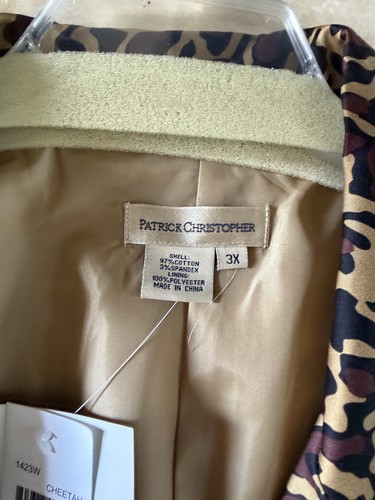 PATRICK CHRISTOPHER
SHELL:
97%COTTON
3%SPANDEX
LINING:
100%POLYESTER
MADE IN CHINA
3X
1423W
CHEETAH